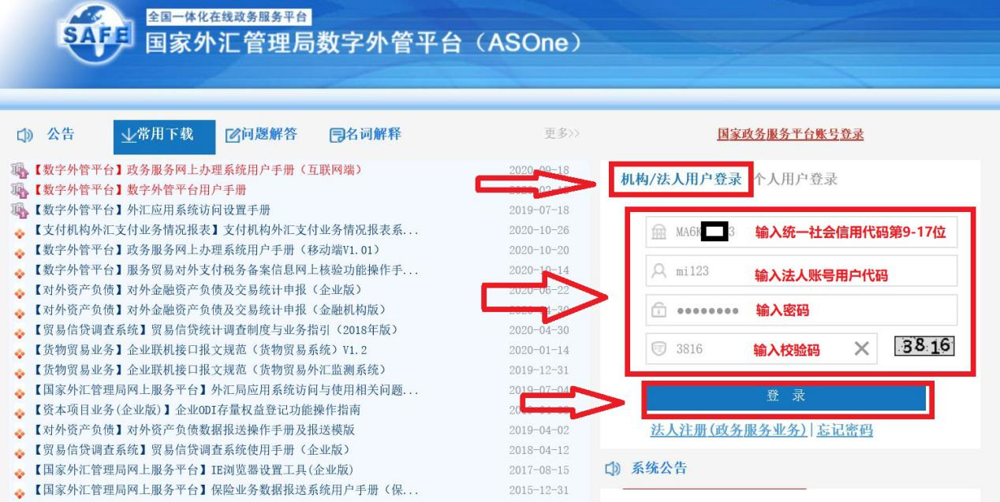 SAFE
全国一体化在线政务服务平台
国家外汇管理局数字外管平台（ASOne）
公告 常用下载 问题解答 名词解释 更多>>
【数字外管平台】政务服务网上办理系统用户手册（互联网端） 2020-09-18
【数字外管平台】数字外管平台用户手册
【数字外管平台】外汇应用系统访问设置手册 2019-07-18
【支付机构外汇支付业务情况报表】支付机构外汇支付业务情况报表系... 2020-10-26
【数字外管平台】政务服务网上办理系统用户手册（移动端V1.01） 2020-10-20
【数字外管平台】服务贸易对外支付税务备案信息网上核验功能操作手... 2020-10-14
【对外资产负债】对外金融资产负债及交易统计申报（企业版） 2020-06-22
【对外资产负债】对外金融资产负债及交易统计申报（金融机构版）
【贸易信贷调查系统】贸易信贷统计调查制度与业务指引（2018年版） 2020-04-30
【货物贸易业务】企业联机接口报文规范（货物贸易系统）V1.2 2020-01-14
【货物贸易业务】企业联机接口报文规范（货物贸易外汇监测系统） 2019-12-31
【国家外汇管理局网上服务平台】外汇局应用系统访问与使用相关问题... 2019-07-04
【资本项目业务(企业版)】企业ODI存量权益登记功能操作指南
【对外资产负债】对外资产负债数据报送操作手册及报送模版 2019-04-02
【贸易信贷调查系统】贸易信贷调查系统使用手册（企业版） 2018-04-12
【国家外汇管理局网上服务平台】IE浏览器设置工具(企业版) 2017-08-15
【国家外汇管理局网上服务平台】保险业务数据报送系统用户手册（保... 2015-12-31
国家政务服务平台账号登录
机构/法人用户登录 个人用户登录
MA6K 3 输入统一社会信用代码第9-17位
mi123 输入法人账号用户代码
输入密码
3816 输入校验码 3816
登 录
法人注册(政务服务业务)|忘记密码
系统公告